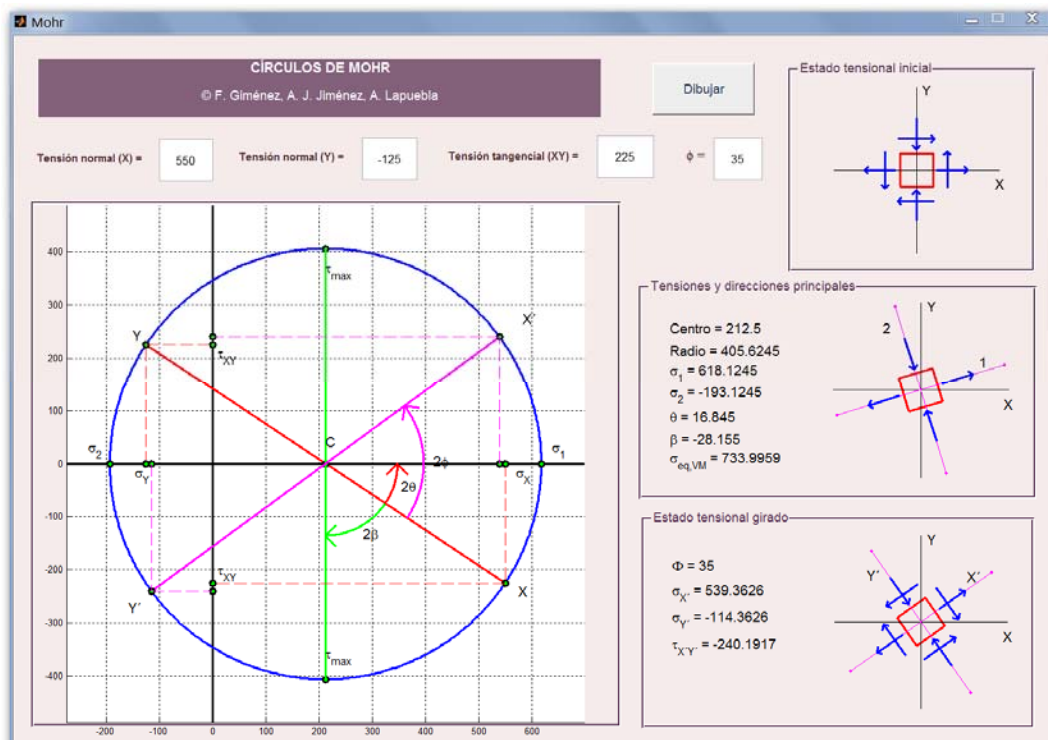 Mohr
CÍRCULOS DE MOHR
© F. Giménez, A. J. Jiménez, A. Lapuebla
Dibujar
Tensión normal (X) = 550
Tensión normal (Y) = -125
Tensión tangencial (XY) = 225
ϕ = 35
Estado tensional inicial
Y
X
400
300
200
100
0
-100
-200
-300
-400
-200 -100 0 100 200 300 400 500 600
τmax
Y
X´
τXY
C
σ2
σ1
σY
σX
2ϕ
2θ
2β
τXY
X
Y´
τmax
Tensiones y direcciones principales
Centro = 212.5
Radio = 405.6245
σ1 = 618.1245
σ2 = -193.1245
θ = 16.845
β = -28.155
σeq,VM = 733.9959
Y
2
1
X
Estado tensional girado
Φ = 35
σX´ = 539.3626
σY´ = -114.3626
τX´Y´ = -240.1917
Y
Y´
X´
X